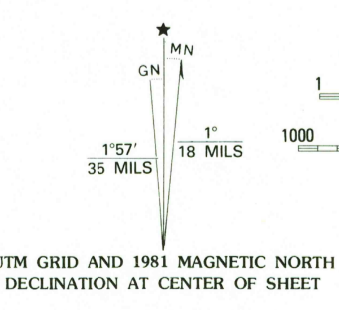 ★
MN
GN
1
1°57′
35 MILS
1°
18 MILS
1000
UTM GRID AND 1981 MAGNETIC NORTH
DECLINATION AT CENTER OF SHEET